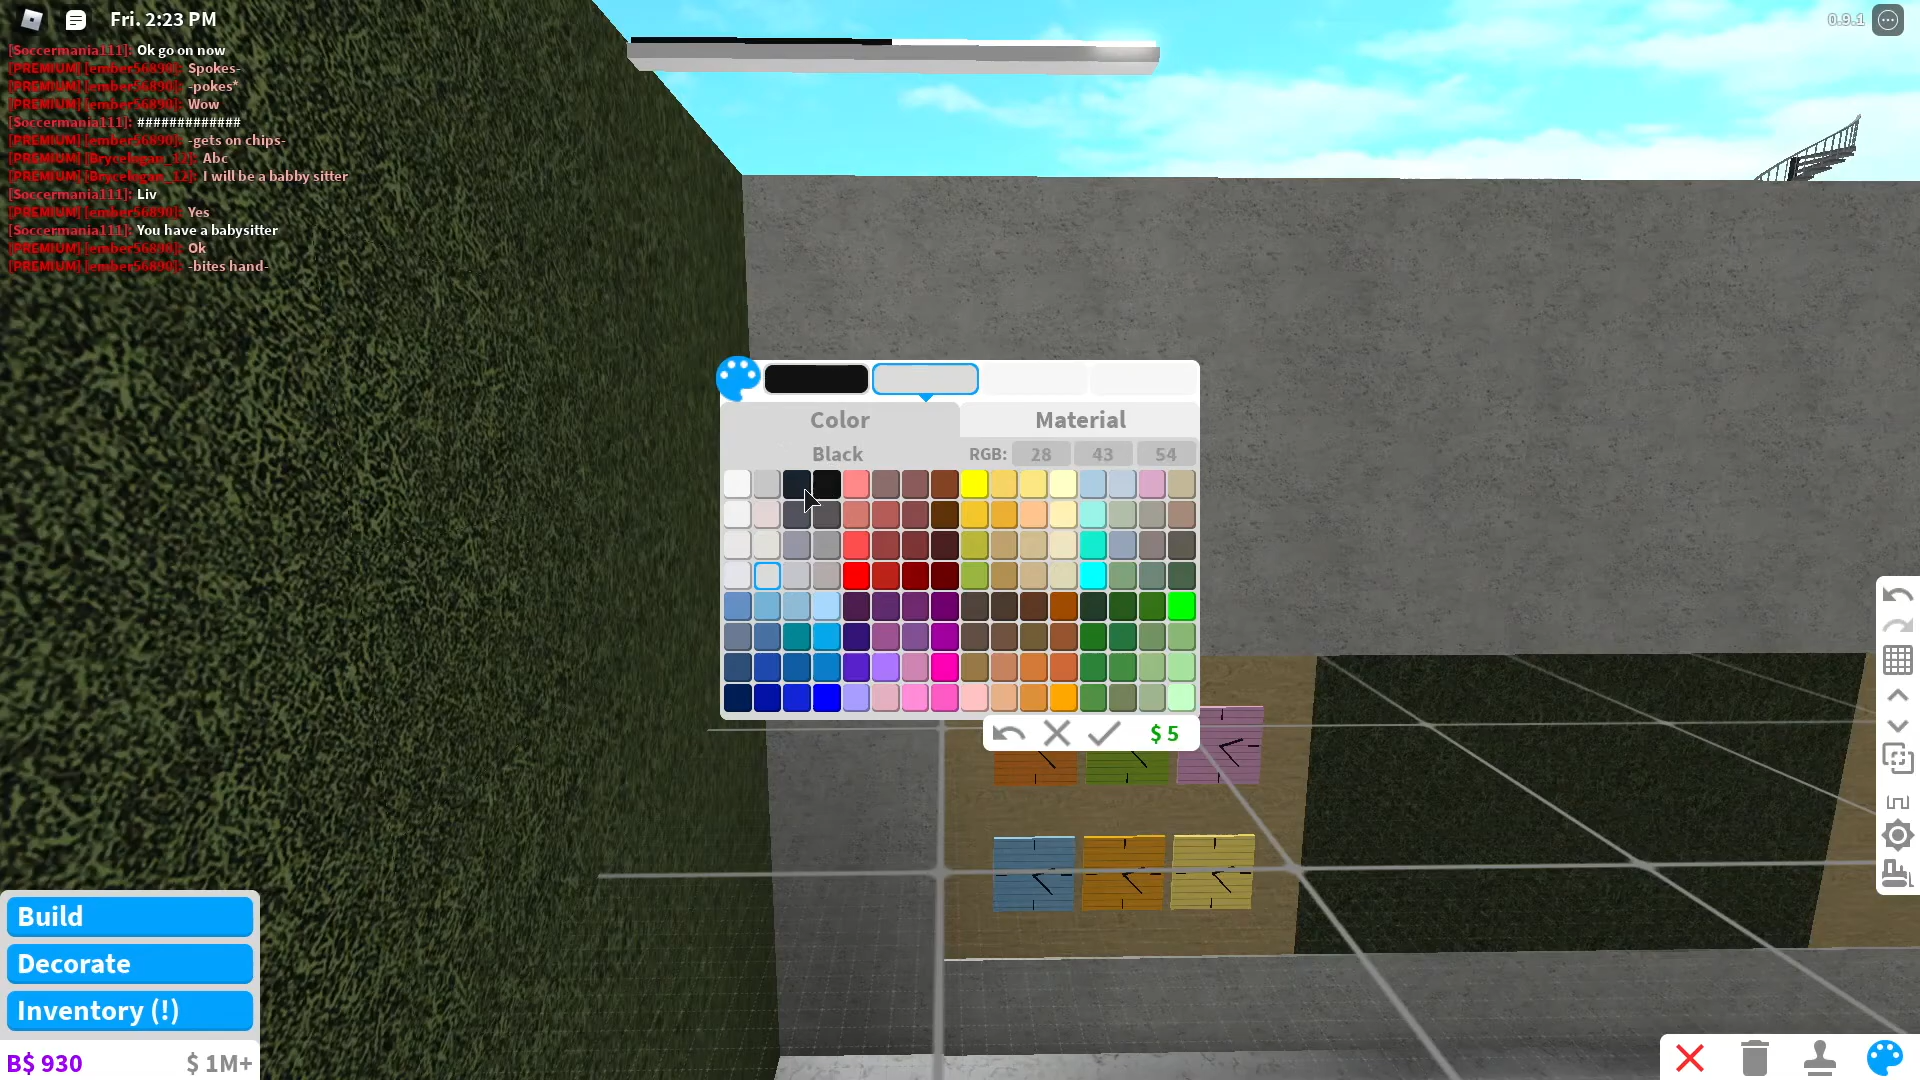 Fri. 2:23 PM
0.9.1
[Soccermania111]: Ok go on now
[PREMIUM] [ember56890]: Spokes-
[PREMIUM] [ember56890]: -pokes*
[PREMIUM] [ember56890]: Wow
[Soccermania111]: #############
[PREMIUM] [ember56890]: -gets on chips-
[PREMIUM] [Brycelogan_12]: Abc
[PREMIUM] [Brycelogan_12]: I will be a babby sitter
[Soccermania111]: Liv
[PREMIUM] [ember56890]: Yes
[Soccermania111]: You have a babysitter
[PREMIUM] [ember56890]: Ok
[PREMIUM] [ember56890]: -bites hand-
Color
Material
Black
RGB: 28 43 54
$ 5
Build
Decorate
Inventory (!)
B$ 930
$ 1M+